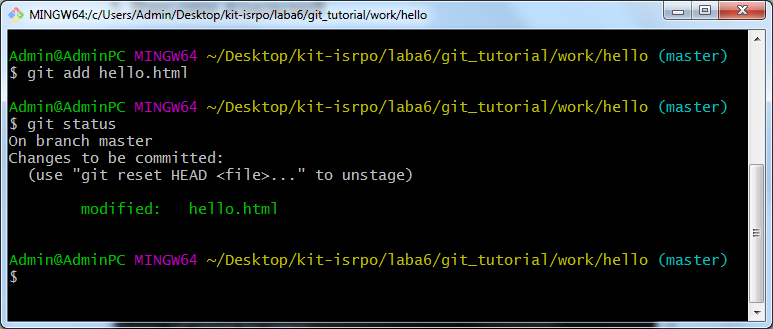 MINGW64:/c/Users/Admin/Desktop/kit-isrpo/laba6/git_tutorial/work/hello
Admin@AdminPC MINGW64 ~/Desktop/kit-isrpo/laba6/git_tutorial/work/hello (master)
$ git add hello.html
Admin@AdminPC MINGW64 ~/Desktop/kit-isrpo/laba6/git_tutorial/work/hello (master)
$ git status
On branch master
Changes to be committed:
  (use "git reset HEAD <file>..." to unstage)
        modified:   hello.html
Admin@AdminPC MINGW64 ~/Desktop/kit-isrpo/laba6/git_tutorial/work/hello (master)
$